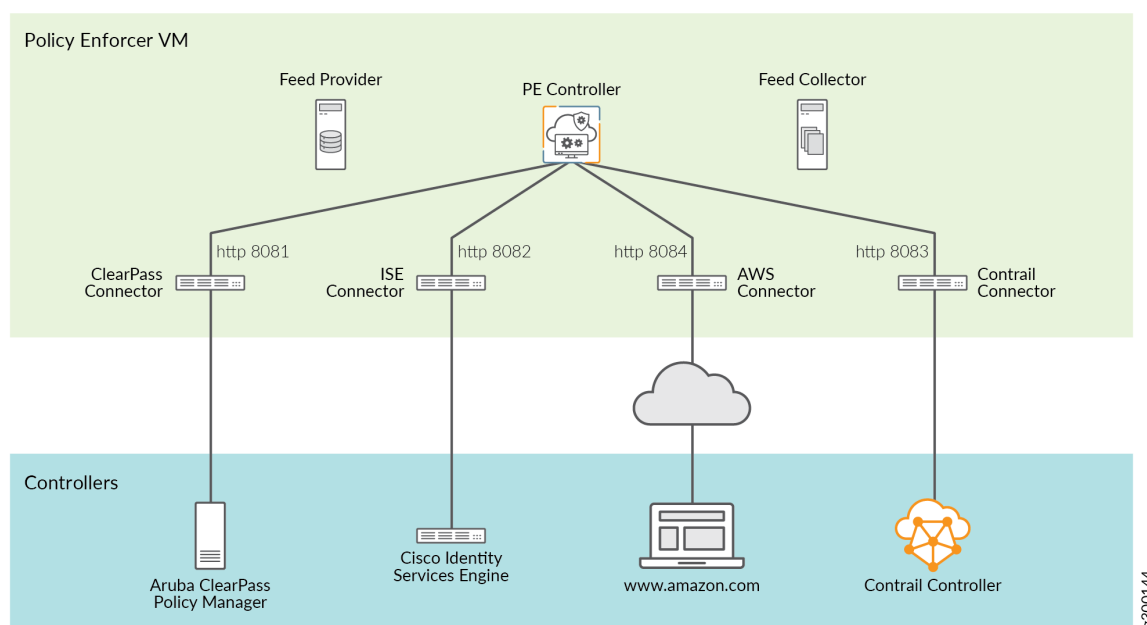 Policy Enforcer VM
Feed Provider
PE Controller
Feed Collector
http 8081
http 8082
http 8084
http 8083
ClearPass
Connector
ISE
Connector
AWS
Connector
Contrail
Connector
Controllers
Aruba ClearPass
Policy Manager
Cisco Identity
Services Engine
www.amazon.com
Contrail Controller